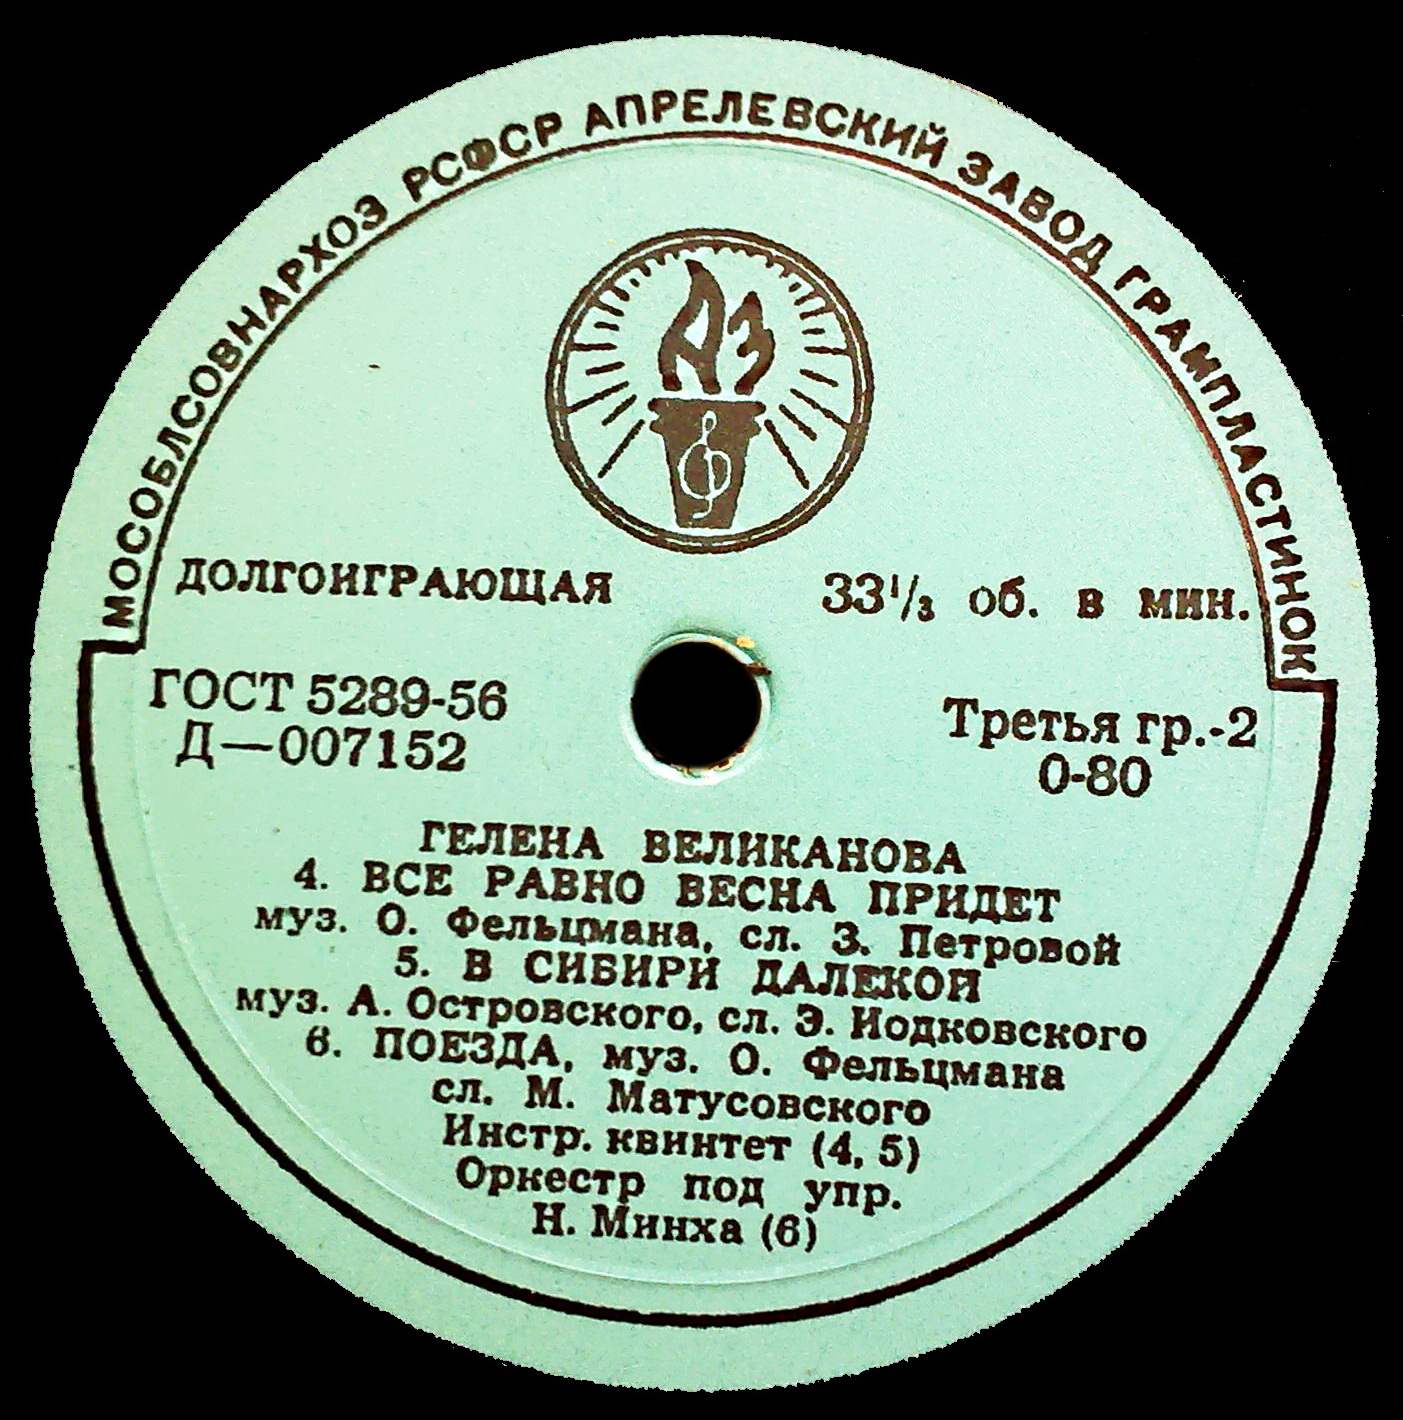 МОСОБЛСОВНАРХОЗ РСФСР АПРЕЛЕВСКИЙ ЗАВОД ГРАМПЛАСТИНОК
АЗ
ДОЛГОИГРАЮЩАЯ 33⅓ об. в мин.
ГОСТ 5289-56 Третья гр.-2
Д—007152 0-80
ГЕЛЕНА ВЕЛИКАНОВА
4. ВСЕ РАВНО ВЕСНА ПРИДЕТ
муз. О. Фельцмана, сл. З. Петровой
5. В СИБИРИ ДАЛЕКОЙ
муз. А. Островского, сл. Э. Иодковского
6. ПОЕЗДА, муз. О. Фельцмана
сл. М. Матусовского
Инстр. квинтет (4, 5)
Оркестр под упр.
Н. Минха (6)